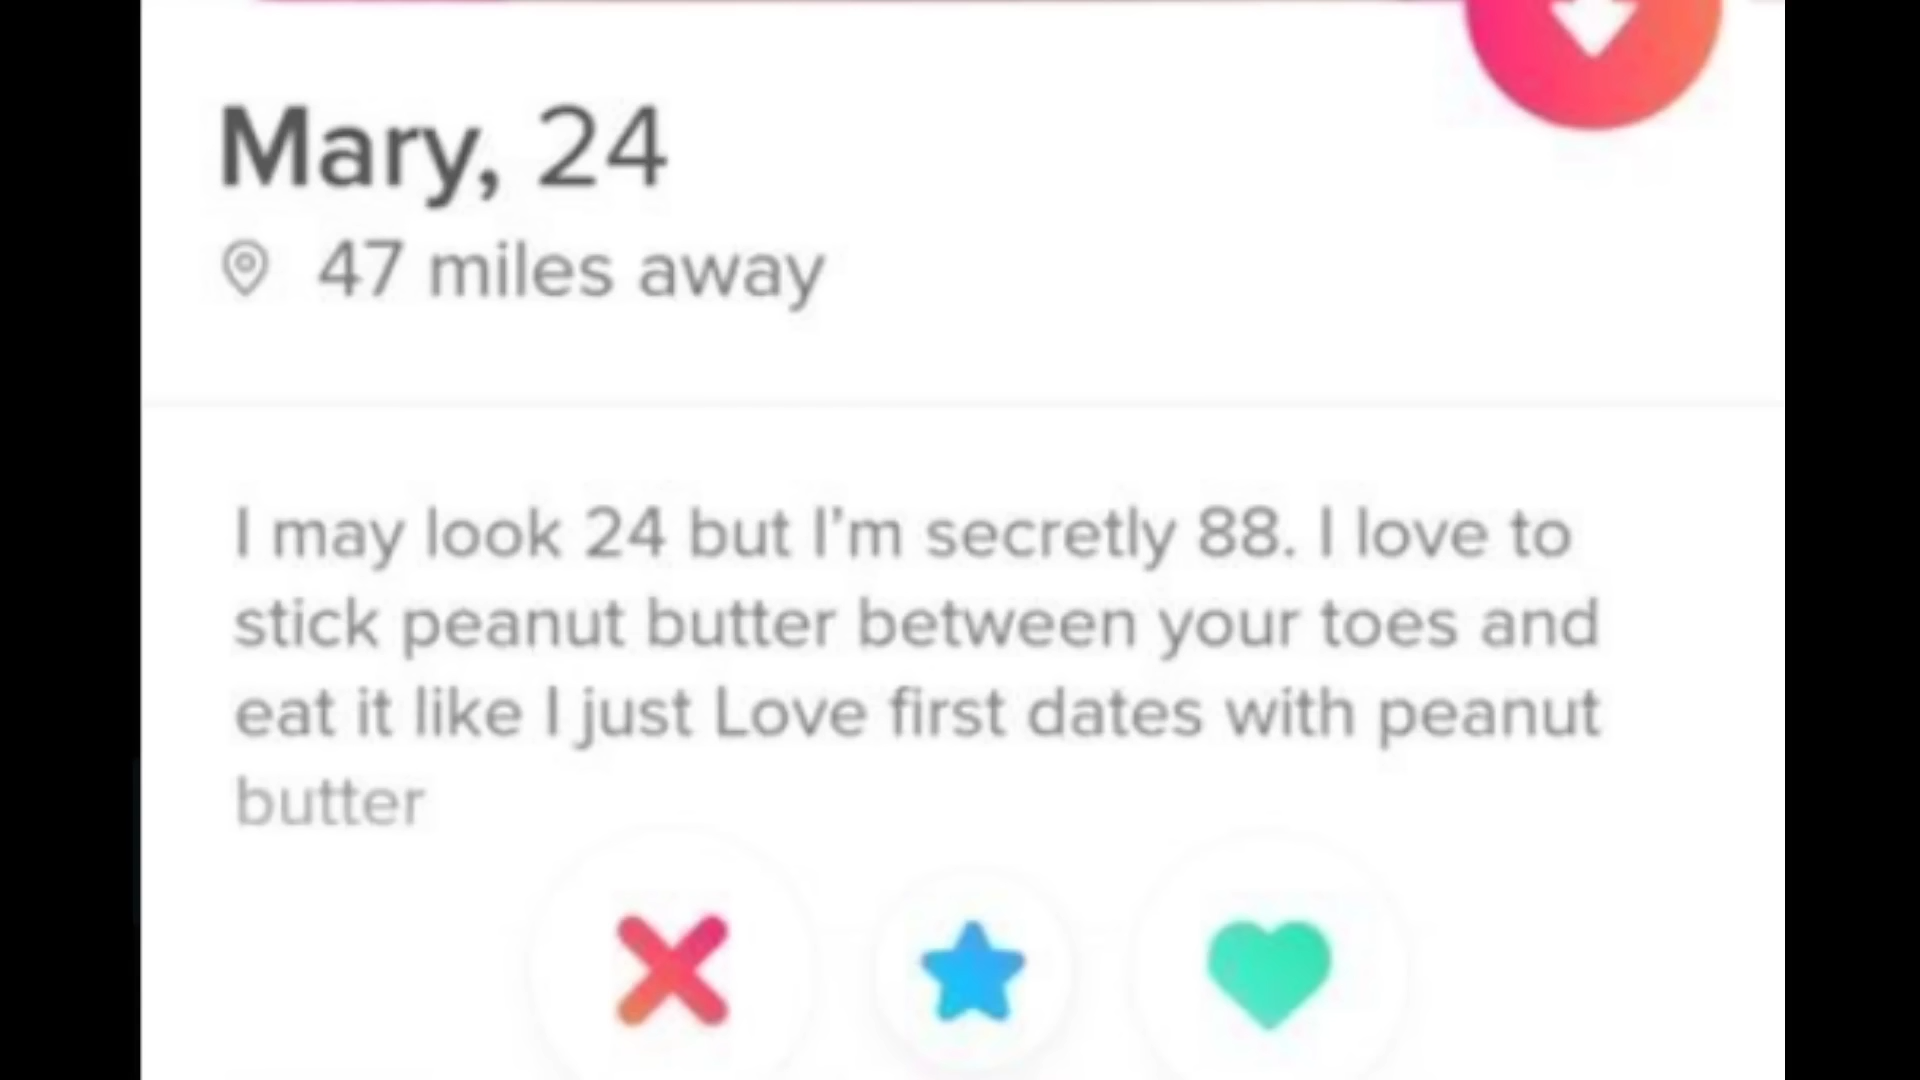 Mary, 24
47 miles away
I may look 24 but I'm secretly 88. I love to
stick peanut butter between your toes and
eat it like I just Love first dates with peanut
butter